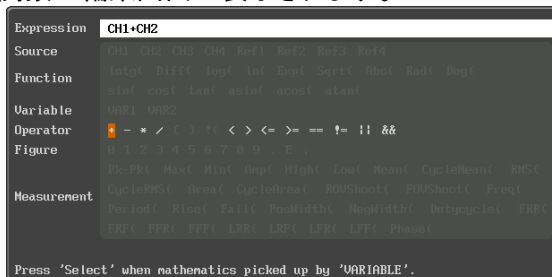 Expression CH1+CH2
Source CH1 CH2 CH3 CH4 Ref1 Ref2 Ref3 Ref4
Function Intg( Diff( log( ln( Exp( Sqrt( Abs( Rad( Deg(
sin( cos( tan( asin( acos( atan(
Variable VAR1 VAR2
Operator + - * / ( ) !( < > <= >= == != || &&
Figure 0 1 2 3 4 5 6 7 8 9 . E .
Pk-Pk( Max( Min( Amp( High( Low( Mean( CycleMean( RMS(
Measurement CycleRMS( Area( CycleArea( ROVShoot( FOVShoot( Freq(
Period( Rise( Fall( PosWidth( NegWidth( Dutycycle( FRR(
FRF( FFR( FFF( LRR( LRF( LFR( LFF( Phase(
Press 'Select' when mathematics picked up by 'VARIABLE'.